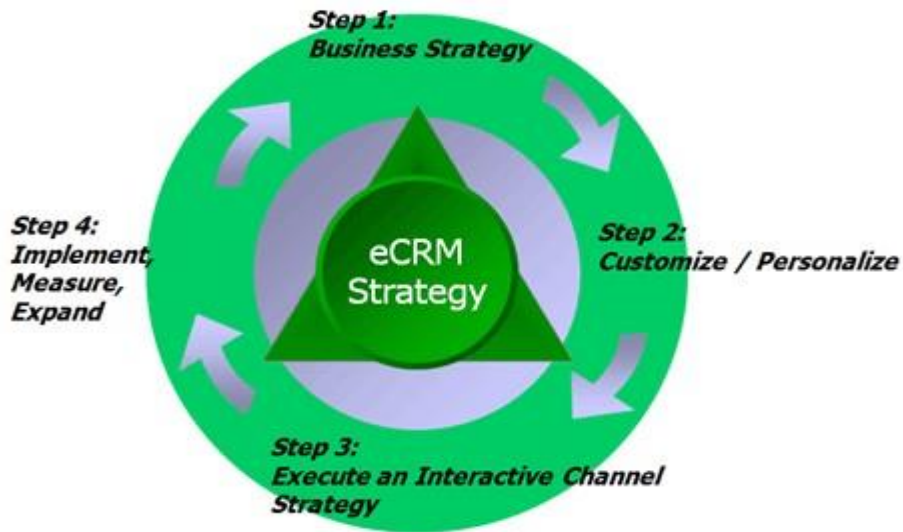 Step 1:
Business Strategy
Step 2:
Customize / Personalize
Step 3:
Execute an Interactive Channel
Strategy
Step 4:
Implement,
Measure,
Expand
eCRM
Strategy